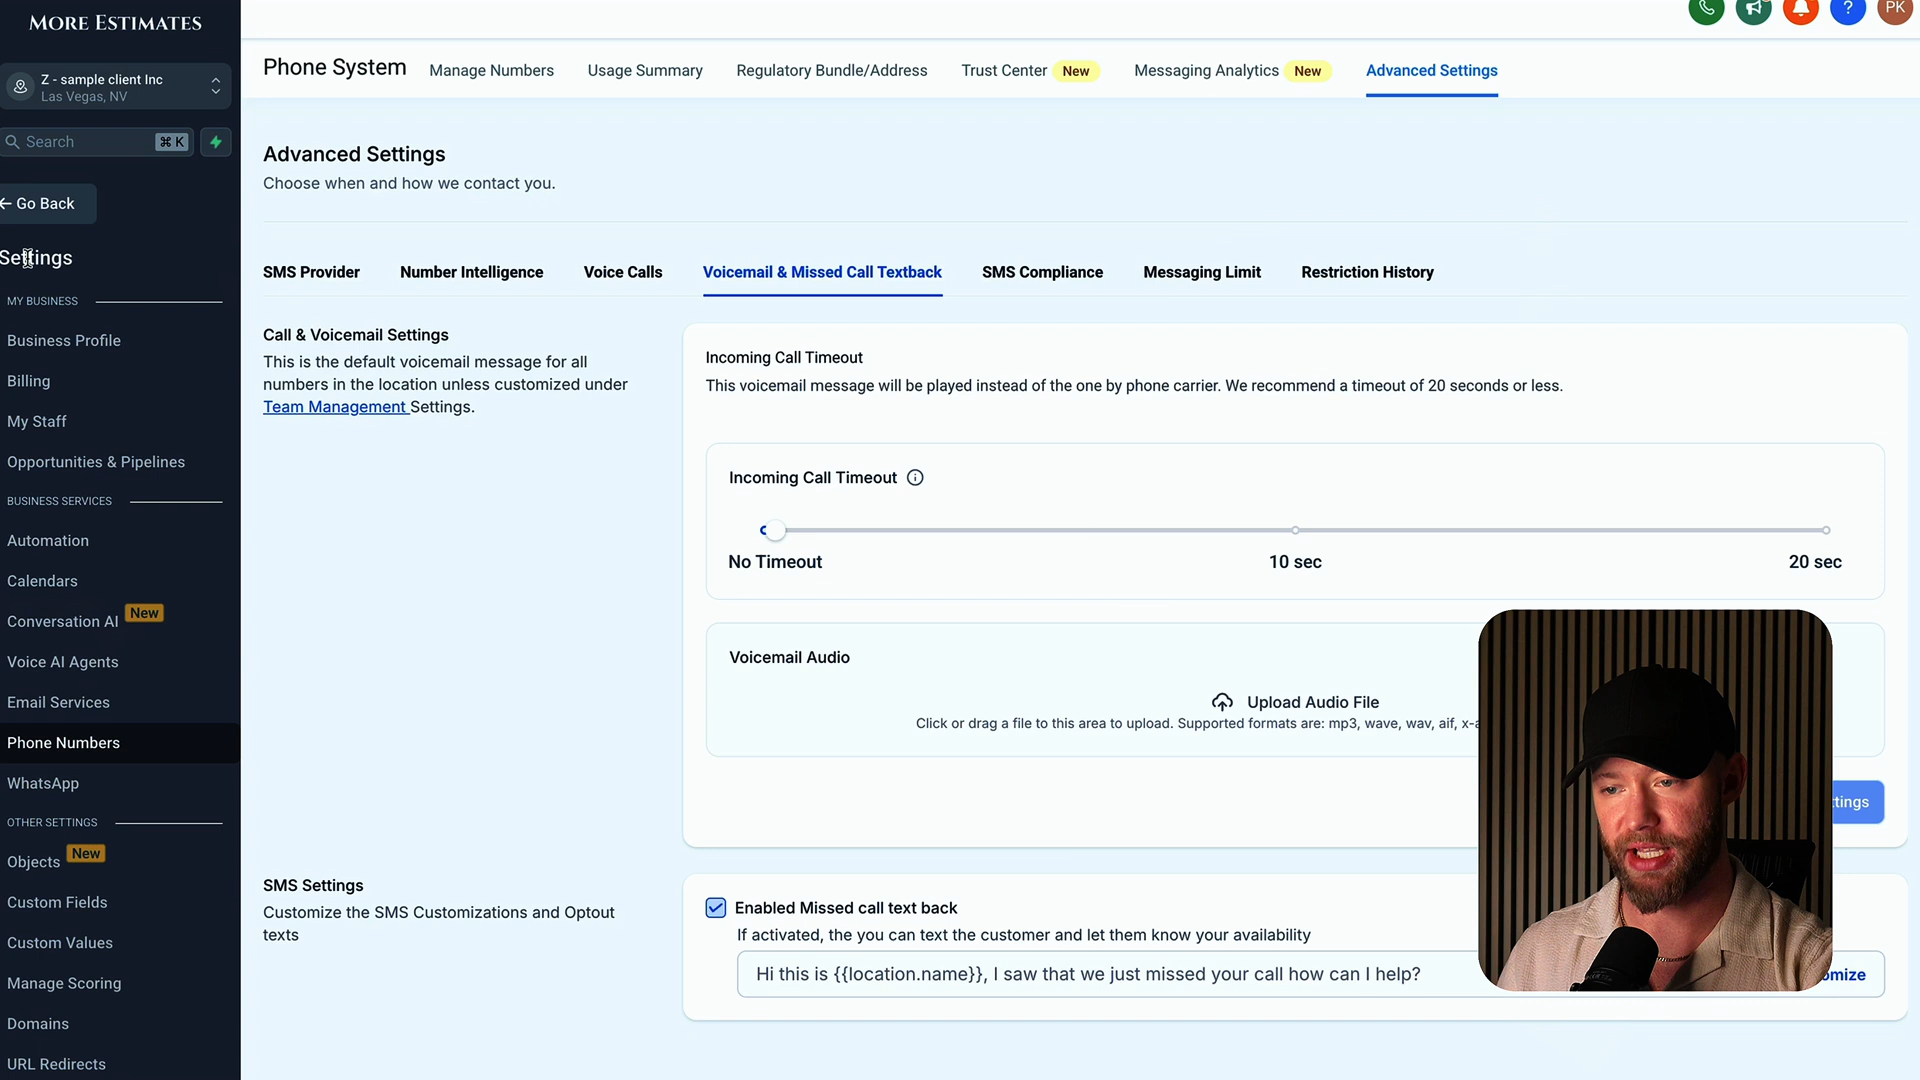 MORE ESTIMATES
Z - sample client Inc
Las Vegas, NV
Search ⌘ K
← Go Back
Settings
MY BUSINESS
Business Profile
Billing
My Staff
Opportunities & Pipelines
BUSINESS SERVICES
Automation
Calendars
Conversation AI New
Voice AI Agents
Email Services
Phone Numbers
WhatsApp
OTHER SETTINGS
Objects New
Custom Fields
Custom Values
Manage Scoring
Domains
URL Redirects
? PK
Phone System Manage Numbers Usage Summary Regulatory Bundle/Address Trust Center New Messaging Analytics New Advanced Settings
Advanced Settings
Choose when and how we contact you.
SMS Provider Number Intelligence Voice Calls Voicemail & Missed Call Textback SMS Compliance Messaging Limit Restriction History
Call & Voicemail Settings
This is the default voicemail message for all
numbers in the location unless customized under
Team Management Settings.
Incoming Call Timeout
This voicemail message will be played instead of the one by phone carrier. We recommend a timeout of 20 seconds or less.
Incoming Call Timeout
No Timeout 10 sec 20 sec
Voicemail Audio
Upload Audio File
Click or drag a file to this area to upload. Supported formats are: mp3, wave, wav, aif, x-a
ttings
SMS Settings
Customize the SMS Customizations and Optout
texts
Enabled Missed call text back
If activated, the you can text the customer and let them know your availability
Hi this is {{location.name}}, I saw that we just missed your call how can I help?
omize